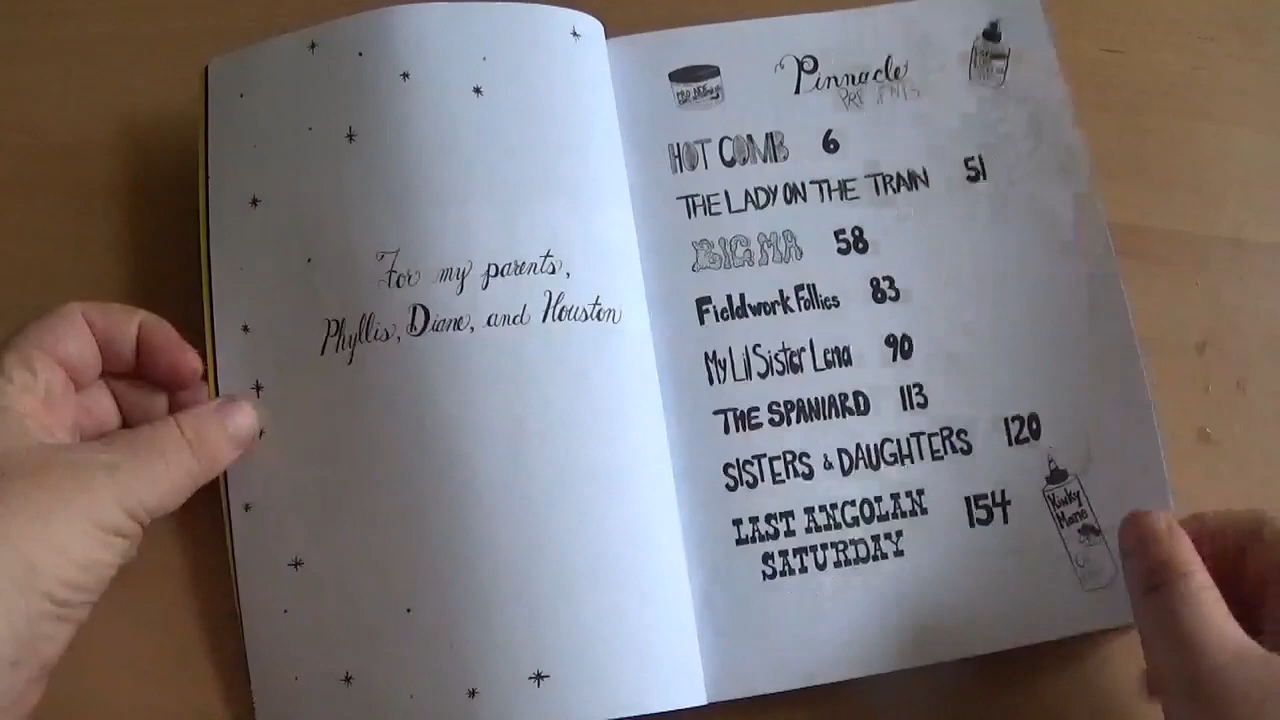 For my parents,
Phyllis, Diane, and Houston
Pinnacle
PRESENTS
HOT COMB 6
THE LADY ON THE TRAIN 51
BIG MA 58
Fieldwork Follies 83
My Lil Sister Lena 90
THE SPANIARD 113
SISTERS & DAUGHTERS 120
LAST ANGOLAN 154
SATURDAY
Kinky
Mane